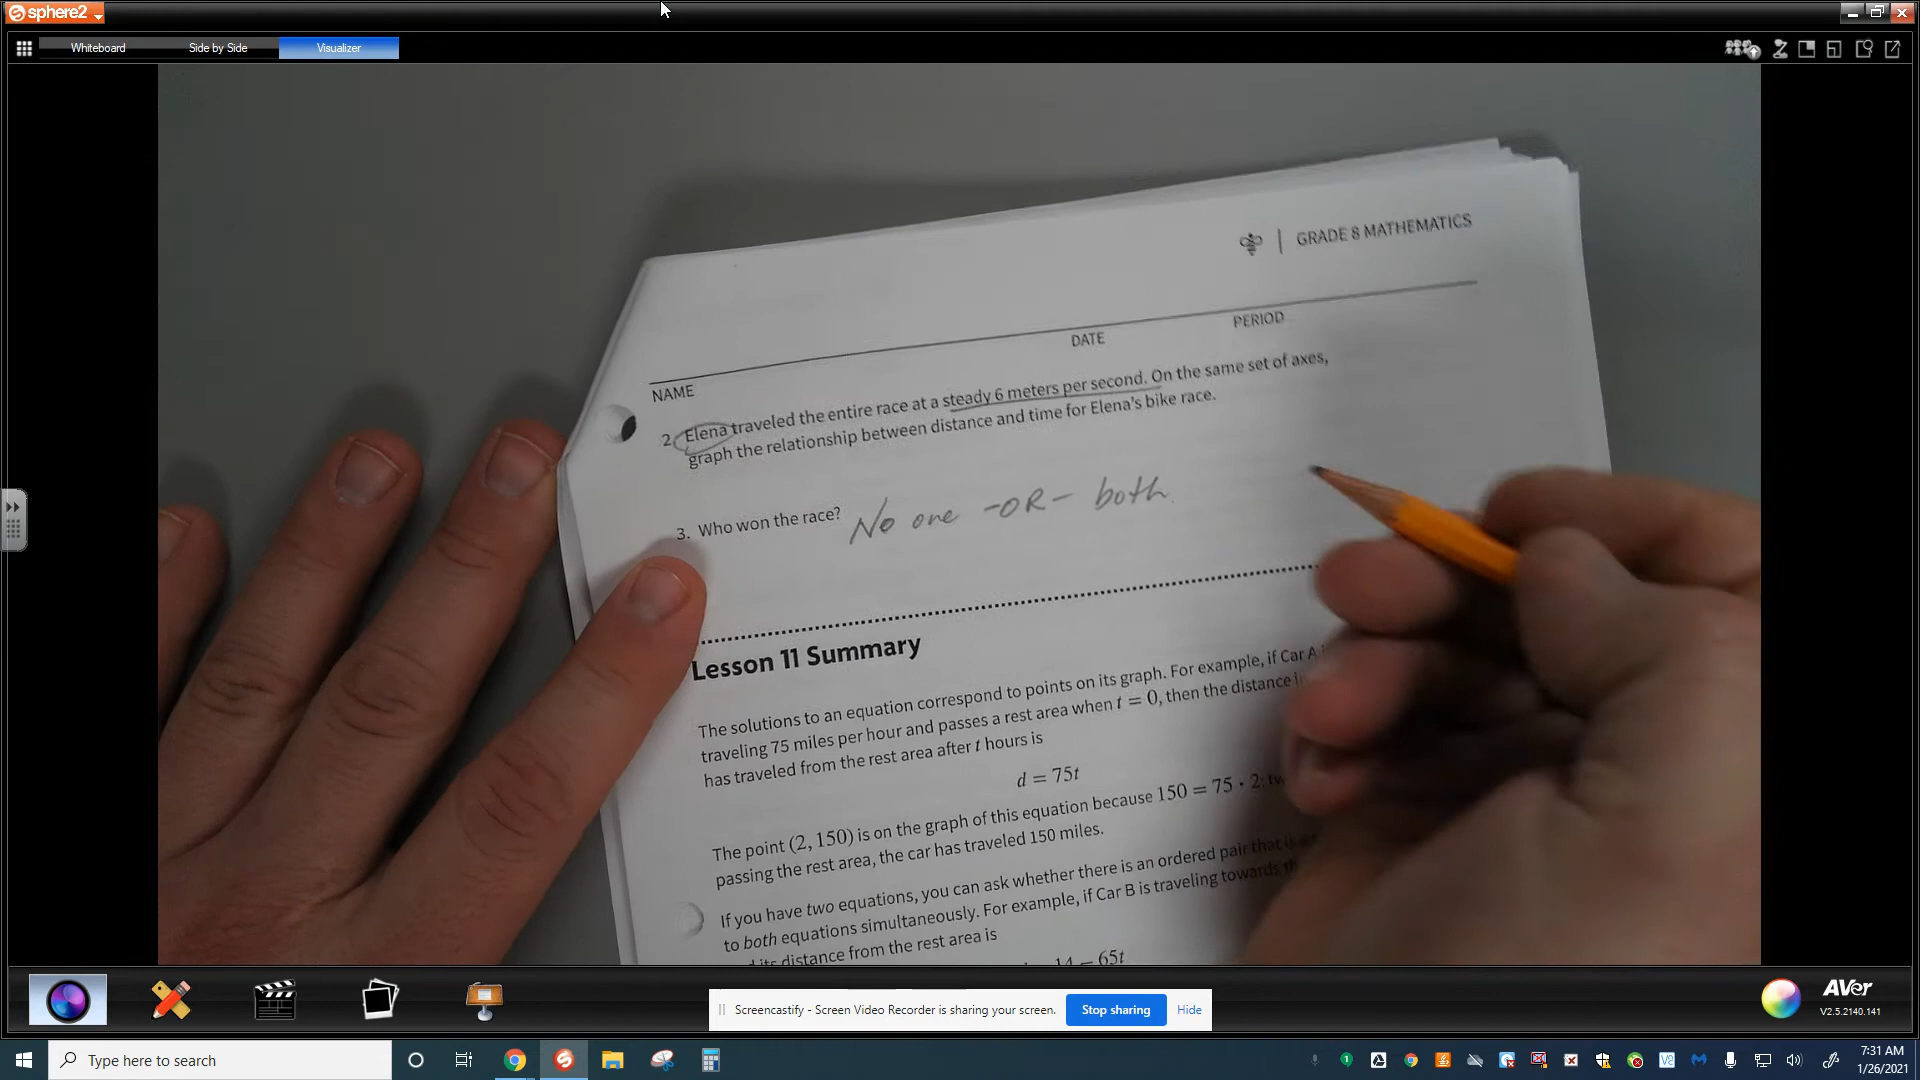 sphere2
Whiteboard
Side by Side
Visualizer
GRADE 8 MATHEMATICS
NAME
DATE
PERIOD
2. Elena traveled the entire race at a steady 6 meters per second. On the same set of axes,
graph the relationship between distance and time for Elena's bike race.
3. Who won the race? No one -OR- both.
Lesson 11 Summary
The solutions to an equation correspond to points on its graph. For example, if Car A
traveling 75 miles per hour and passes a rest area when t = 0, then the distance
has traveled from the rest area after t hours is
d = 75t
The point (2, 150) is on the graph of this equation because 150 = 75 · 2:
passing the rest area, the car has traveled 150 miles.
If you have two equations, you can ask whether there is an ordered pair that
to both equations simultaneously. For example, if Car B is traveling towards
its distance from the rest area is
14 − 65t
Screencastify - Screen Video Recorder is sharing your screen.
Stop sharing
Hide
AVer
V2.5.2140.141
Type here to search
7:31 AM
1/26/2021